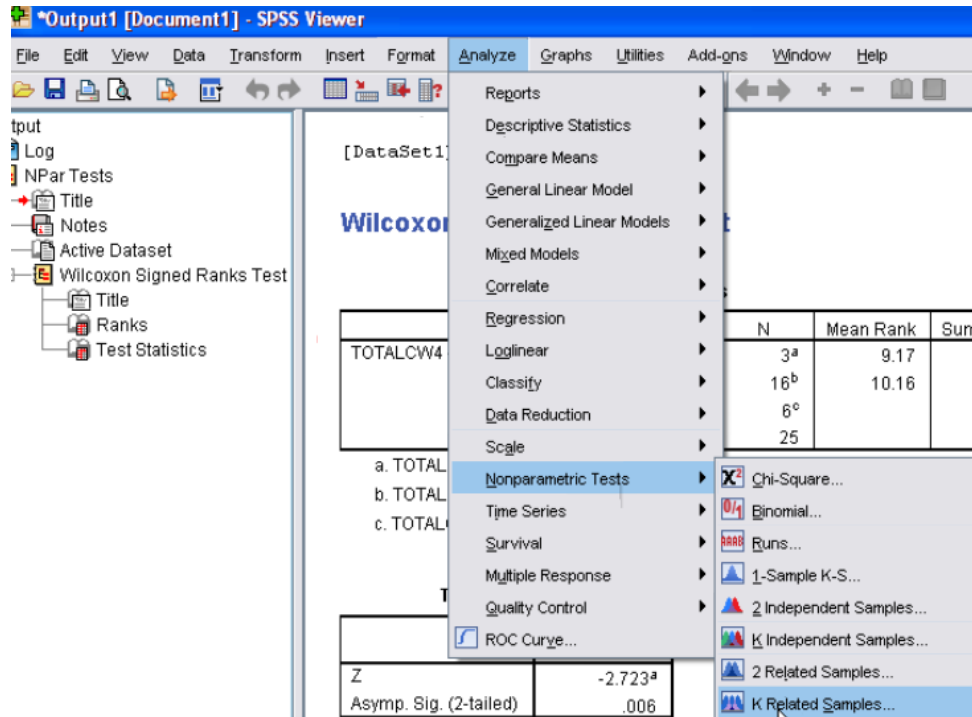 *Output1 [Document1] - SPSS Viewer
File Edit View Data Transform Insert Format Analyze Graphs Utilities Add-ons Window Help
tput
Log
NPar Tests
Title
Notes
Active Dataset
Wilcoxon Signed Ranks Test
Title
Ranks
Test Statistics
[DataSet1]
Wilcoxon
t
s
N Mean Rank Sum
TOTALCW4 3a 9.17
16b 10.16
6c
25
a. TOTAL
b. TOTAL
c. TOTAL
T
Z -2.723a
Asymp. Sig. (2-tailed) .006
Reports
Descriptive Statistics
Compare Means
General Linear Model
Generalized Linear Models
Mixed Models
Correlate
Regression
Loglinear
Classify
Data Reduction
Scale
Nonparametric Tests
Time Series
Survival
Multiple Response
Quality Control
ROC Curve...
Chi-Square...
Binomial...
Runs...
1-Sample K-S...
2 Independent Samples...
K Independent Samples...
2 Related Samples...
K Related Samples...